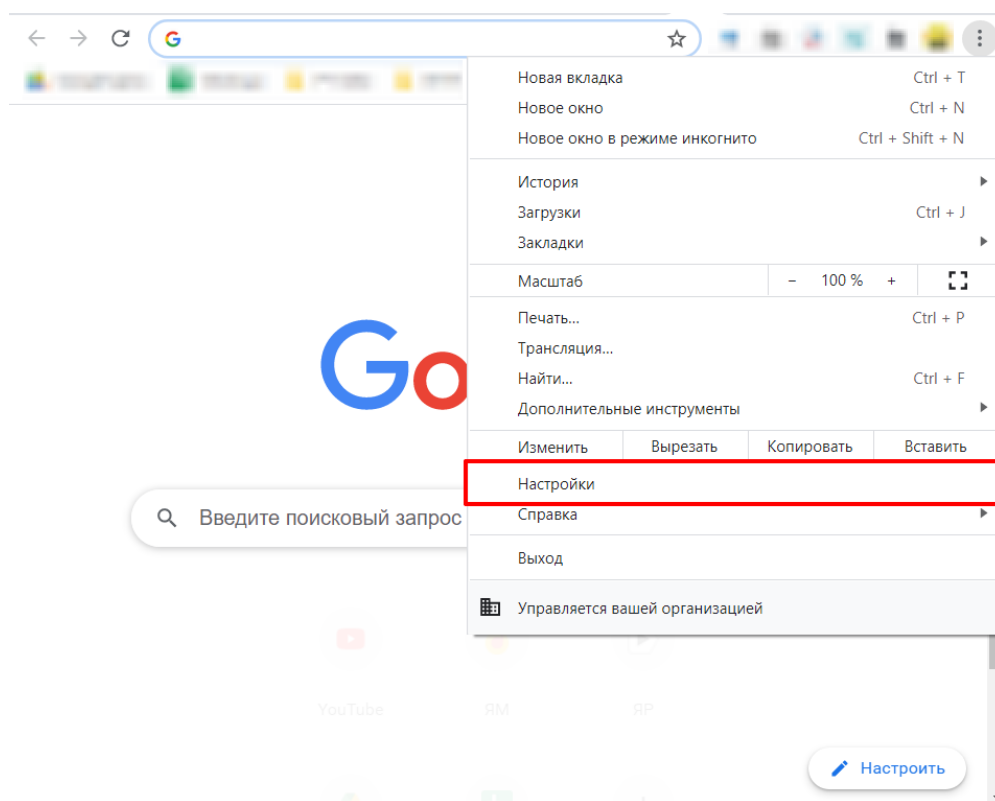 Новая вкладка Ctrl + T
Новое окно Ctrl + N
Новое окно в режиме инкогнито Ctrl + Shift + N
История
Загрузки Ctrl + J
Закладки
Масштаб - 100 % +
Печать... Ctrl + P
Трансляция...
Найти... Ctrl + F
Дополнительные инструменты
Изменить Вырезать Копировать Вставить
Настройки
Справка
Выход
Управляется вашей организацией
Go
Введите поисковый запрос
YouTube ЯМ ЯР
Настроить